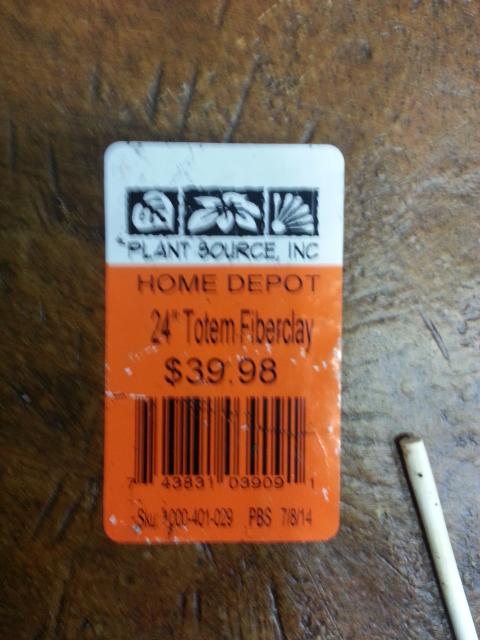 PLANT SOURCE, INC
HOME DEPOT
24" Totem Fiberclay
$39.98
7 43831 03909 1
Sku 1000-401-029 PBS 7/8/14